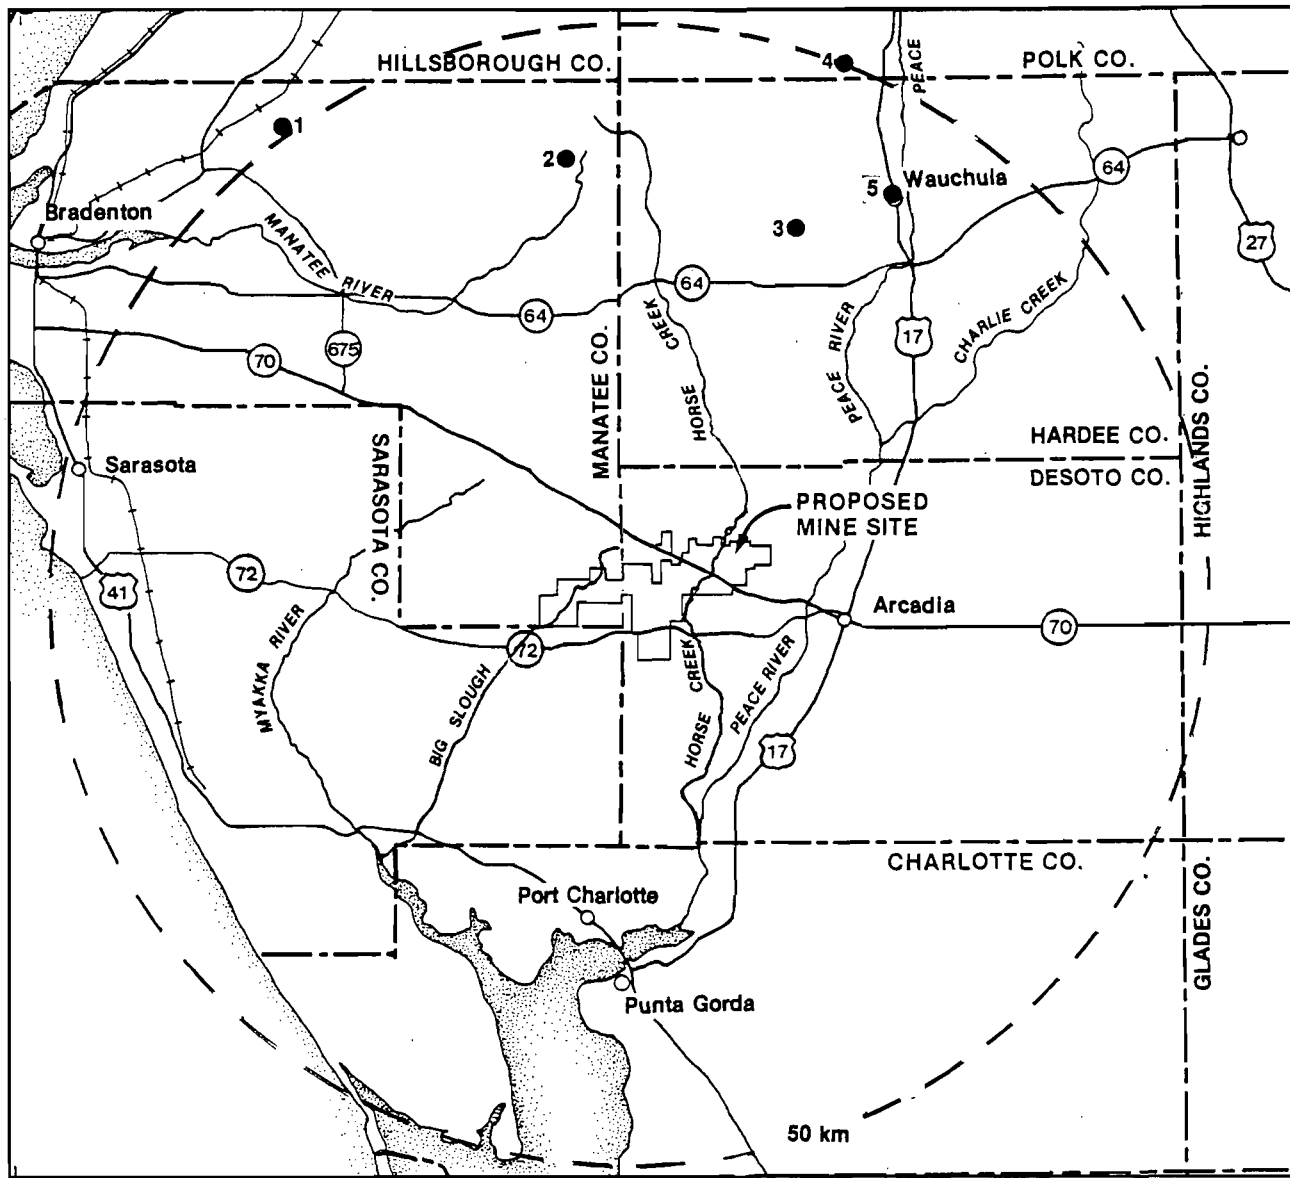 HILLSBOROUGH CO.
4
PEACE
POLK CO.
1
2
64
5
Wauchula
3
Bradenton
MANATEE RIVER
27
64
64
CREEK
PEACE RIVER
17
CHARLIE CREEK
675
70
MANATEE CO.
HORSE
HIGHLANDS CO.
HARDEE CO.
SARASOTA CO.
Sarasota
DESOTO CO.
PROPOSED
MINE SITE
72
41
Arcadia
70
72
MYAKKA RIVER
BIG SLOUGH
CREEK
HORSE
PEACE RIVER
17
CHARLOTTE CO.
GLADES CO.
Port Charlotte
Punta Gorda
50 km